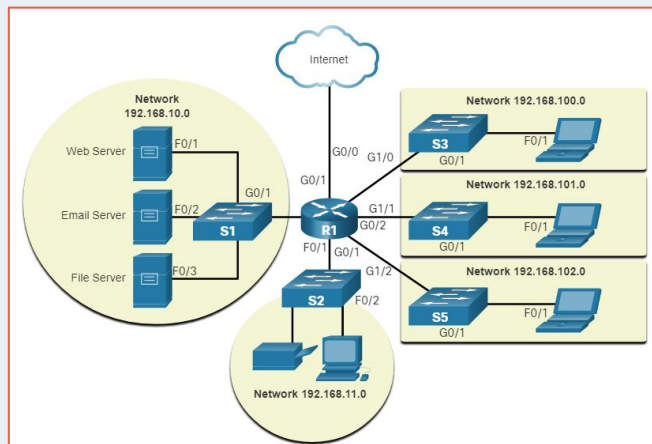 Internet
Network
192.168.10.0
Web Server
F0/1
Email Server
F0/2
File Server
F0/3
G0/1
S1
G0/0
G0/1
R1
G1/0
G1/1
G0/2
G0/1
G1/2
F0/1
S2
F0/2
Network 192.168.11.0
Network 192.168.100.0
S3
G0/1
F0/1
Network 192.168.101.0
S4
G0/1
F0/1
Network 192.168.102.0
S5
G0/1
F0/1